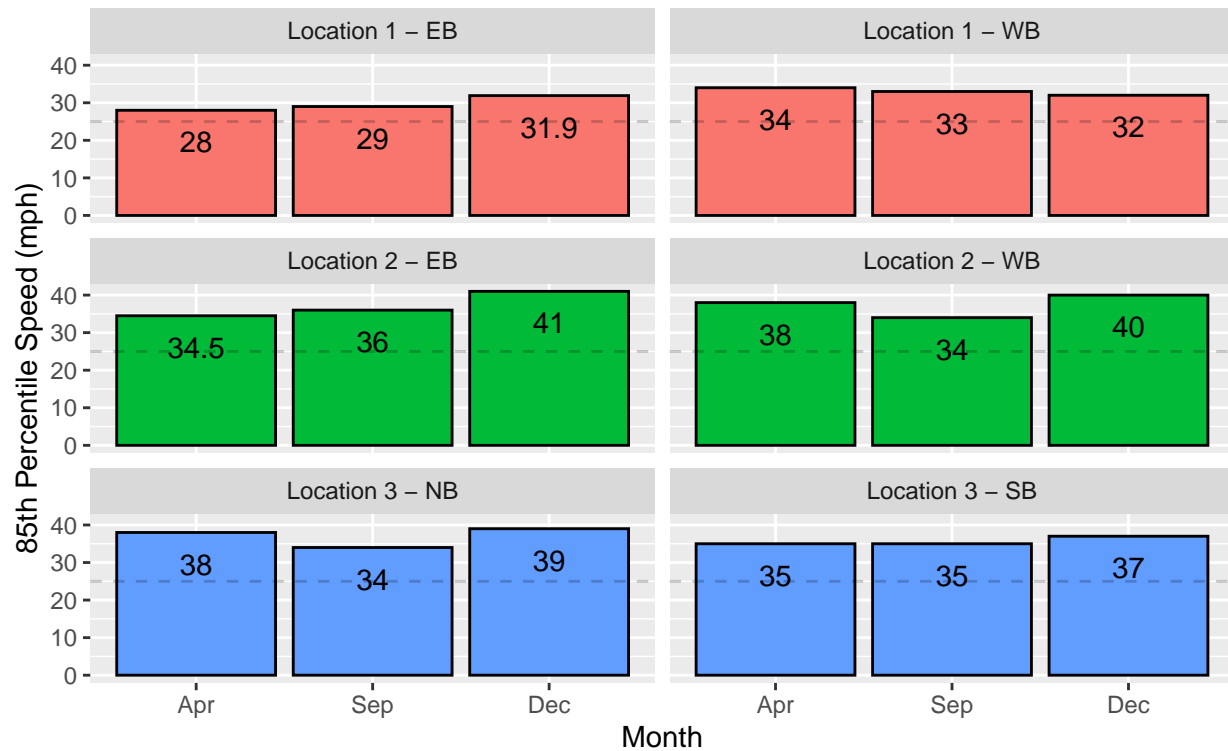 Location 1 – EB
Location 1 – WB
40
30
20
10
0
28
29
31.9
34
33
32
Location 2 – EB
Location 2 – WB
40
30
20
10
0
34.5
36
41
38
34
40
Location 3 – NB
Location 3 – SB
40
30
20
10
0
38
34
39
35
35
37
Apr
Sep
Dec
Apr
Sep
Dec
Month
85th Percentile Speed (mph)